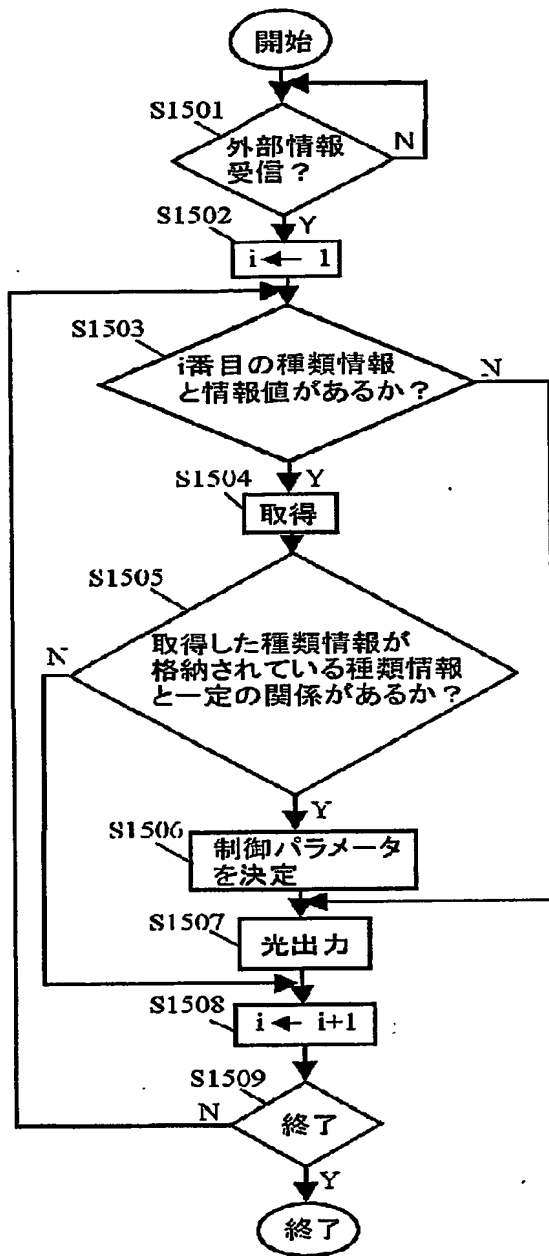 開始
S1501
外部情報
受信？
N
Y
S1502
i ← 1
S1503
i番目の種類情報
と情報値があるか？
N
Y
S1504
取得
S1505
取得した種類情報が
格納されている種類情報
と一定の関係があるか？
N
Y
S1506
制御パラメータ
を決定
S1507
光出力
S1508
i ← i+1
S1509
終了
N
Y
終了